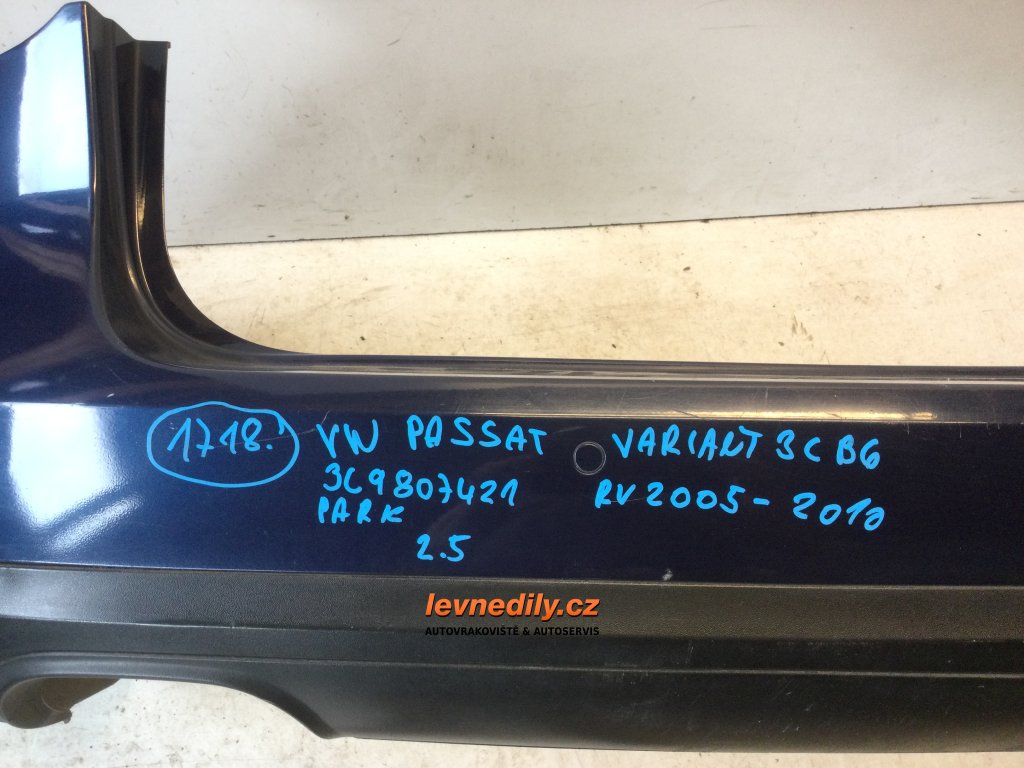 1718.
VW PASSAT VARIANT 3C B6
3C9807421 RV 2005 - 2010
PARK
2.5
levnedily.cz
AUTOVRAKOVIŠTĚ & AUTOSERVIS